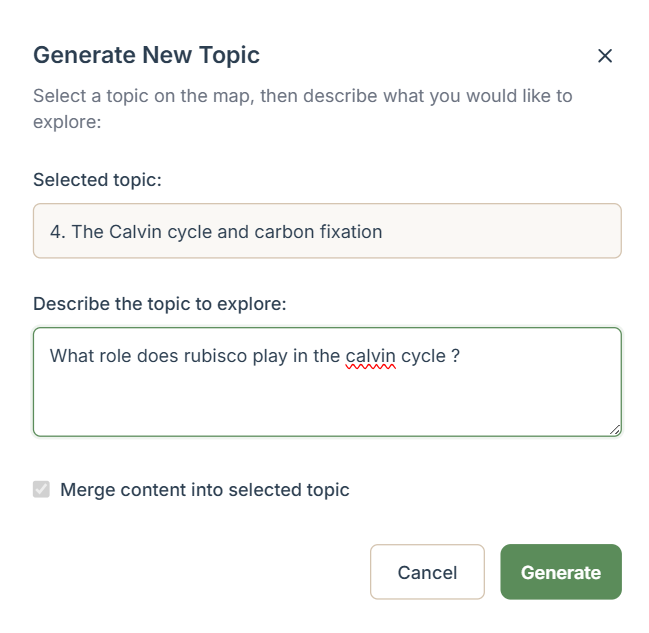 Generate New Topic
Select a topic on the map, then describe what you would like to
explore:
Selected topic:
4. The Calvin cycle and carbon fixation
Describe the topic to explore:
What role does rubisco play in the calvin cycle ?
Merge content into selected topic
Cancel
Generate